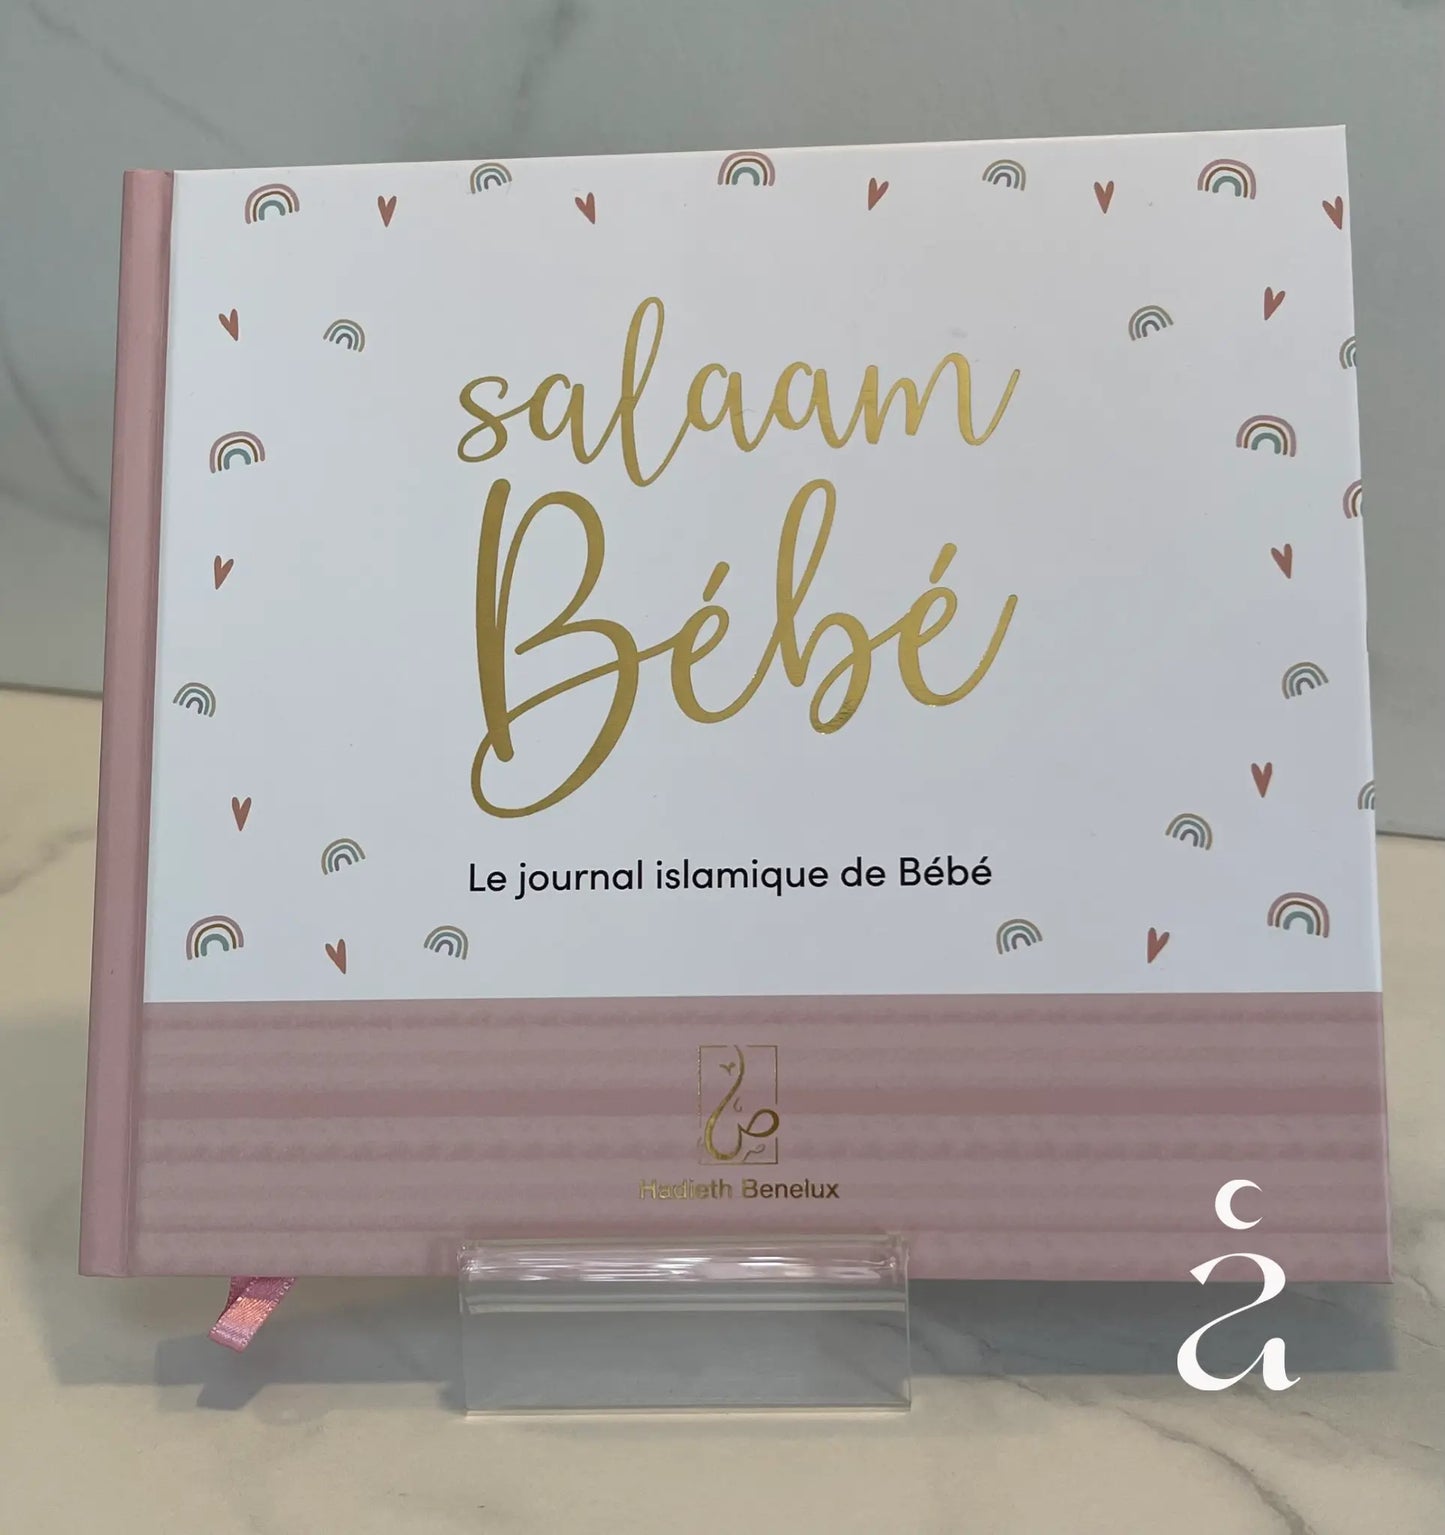 salaam
Bébé
Le journal islamique de Bébé
Hadieth Benelux